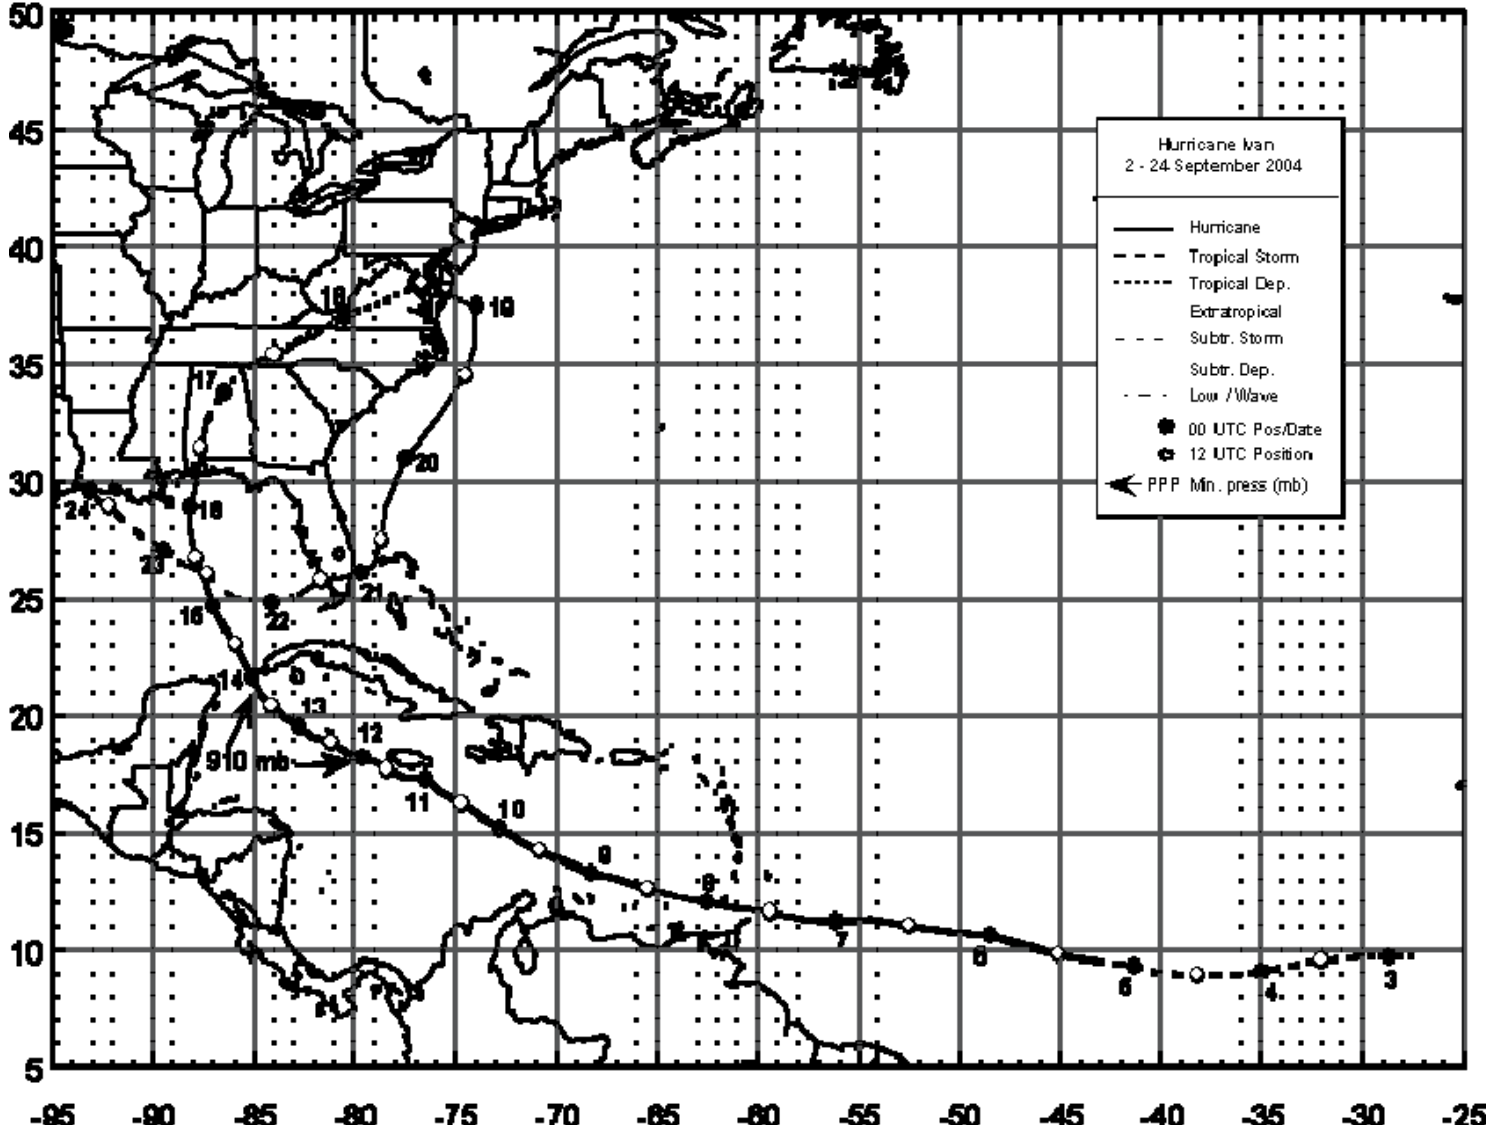 50
45
40
35
30
25
20
15
10
5
-95 -90 -85 -80 -75 -70 -65 -60 -55 -50 -45 -40 -35 -30 -25
Hurricane Ivan
2 - 24 September 2004
Hurricane
Tropical Storm
Tropical Dep.
Extratropical
Subtr. Storm
Subtr. Dep.
Low / Wave
00 UTC Pos/Date
12 UTC Position
PPP Min. press (mb)
18
19
17
20
24
16
23
21
15
22
14
13
12
910 mb
11
10
9
8
7
6
5
4
3